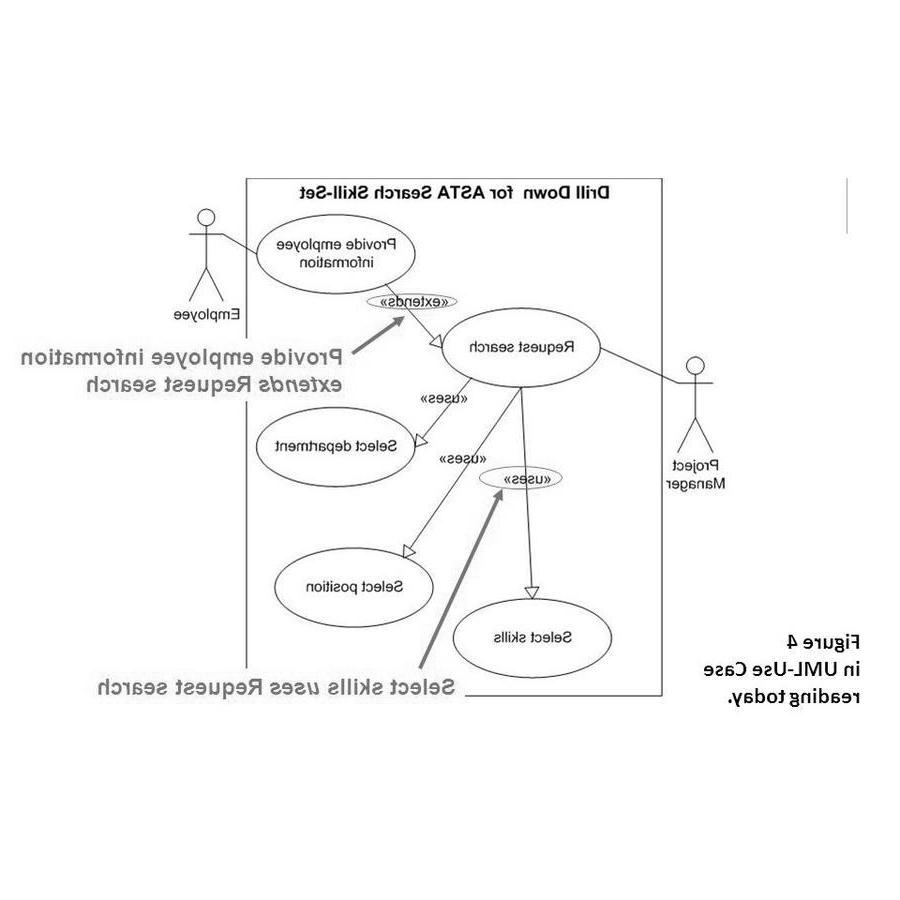 Drill Down for ASTA Search Skill-Set
Provide employee
information
Employee
«extends»
Provide employee information
extends Request search
Request search
«uses»
Select department
«uses»
«uses»
Project
Manager
Select position
Select skills
Select skills uses Request search
Figure 4
in UML-Use Case
reading today.